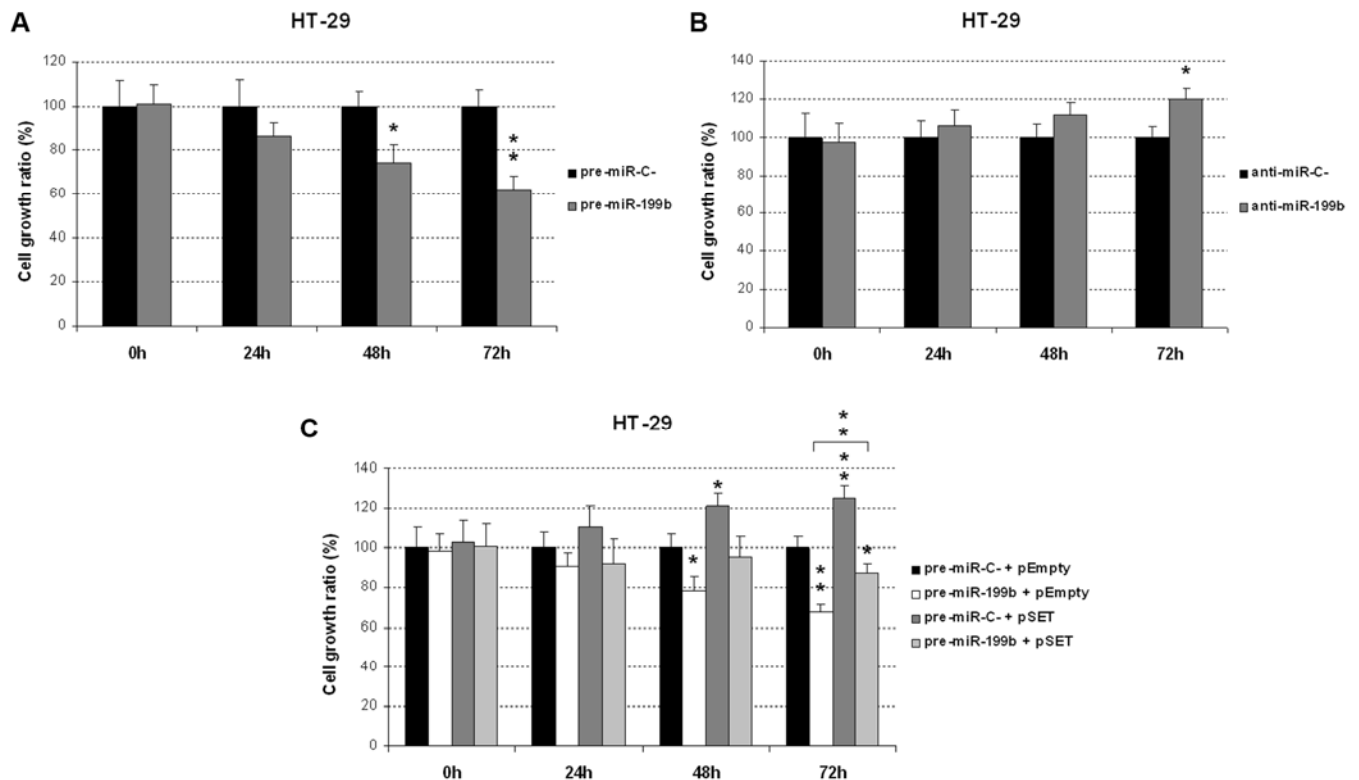 A
HT-29
Cell growth ratio (%)
120
100
80
60
40
20
0
*
*
*
0h
24h
48h
72h
pre-miR-C-
pre-miR-199b
B
HT-29
Cell growth ratio (%)
140
120
100
80
60
40
20
0
*
0h
24h
48h
72h
anti-miR-C-
anti-miR-199b
C
HT-29
Cell growth ratio (%)
140
120
100
80
60
40
20
0
*
*
*
*
*
*
*
*
*
0h
24h
48h
72h
pre-miR-C- + pEmpty
pre-miR-199b + pEmpty
pre-miR-C- + pSET
pre-miR-199b + pSET